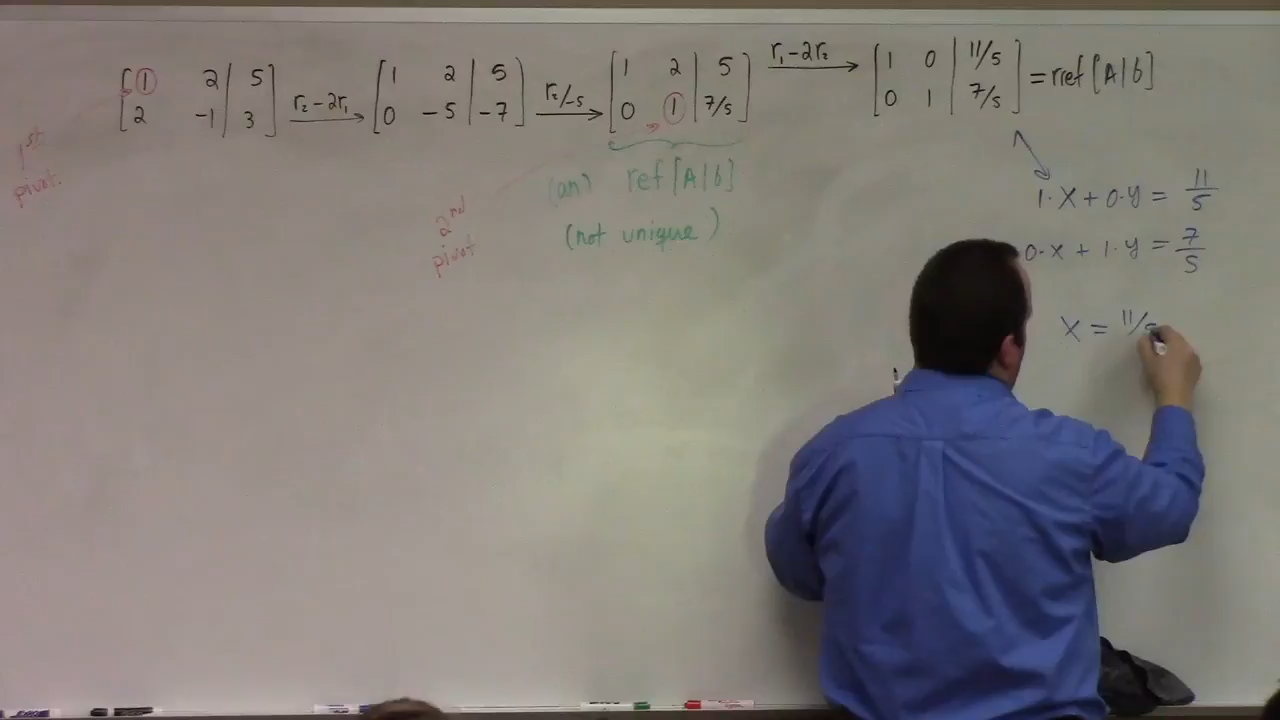 [ 1 2 | 5 ] r₂-2r₁ → [ 1 2 | 5 ] r₂/-5 → [ 1 2 | 5 ] r₁-2r₂ → [ 1 0 | 11/5 ] = rref [A|b]
[ 2 -1 | 3 ] [ 0 -5 | -7 ] [ 0 1 | 7/5 ] [ 0 1 | 7/5 ]
1st
pivot.
2nd
pivot
(an) ref [A|b]
(not unique)
1·x + 0·y = 11/5
0·x + 1·y = 7/5
x = 11/5